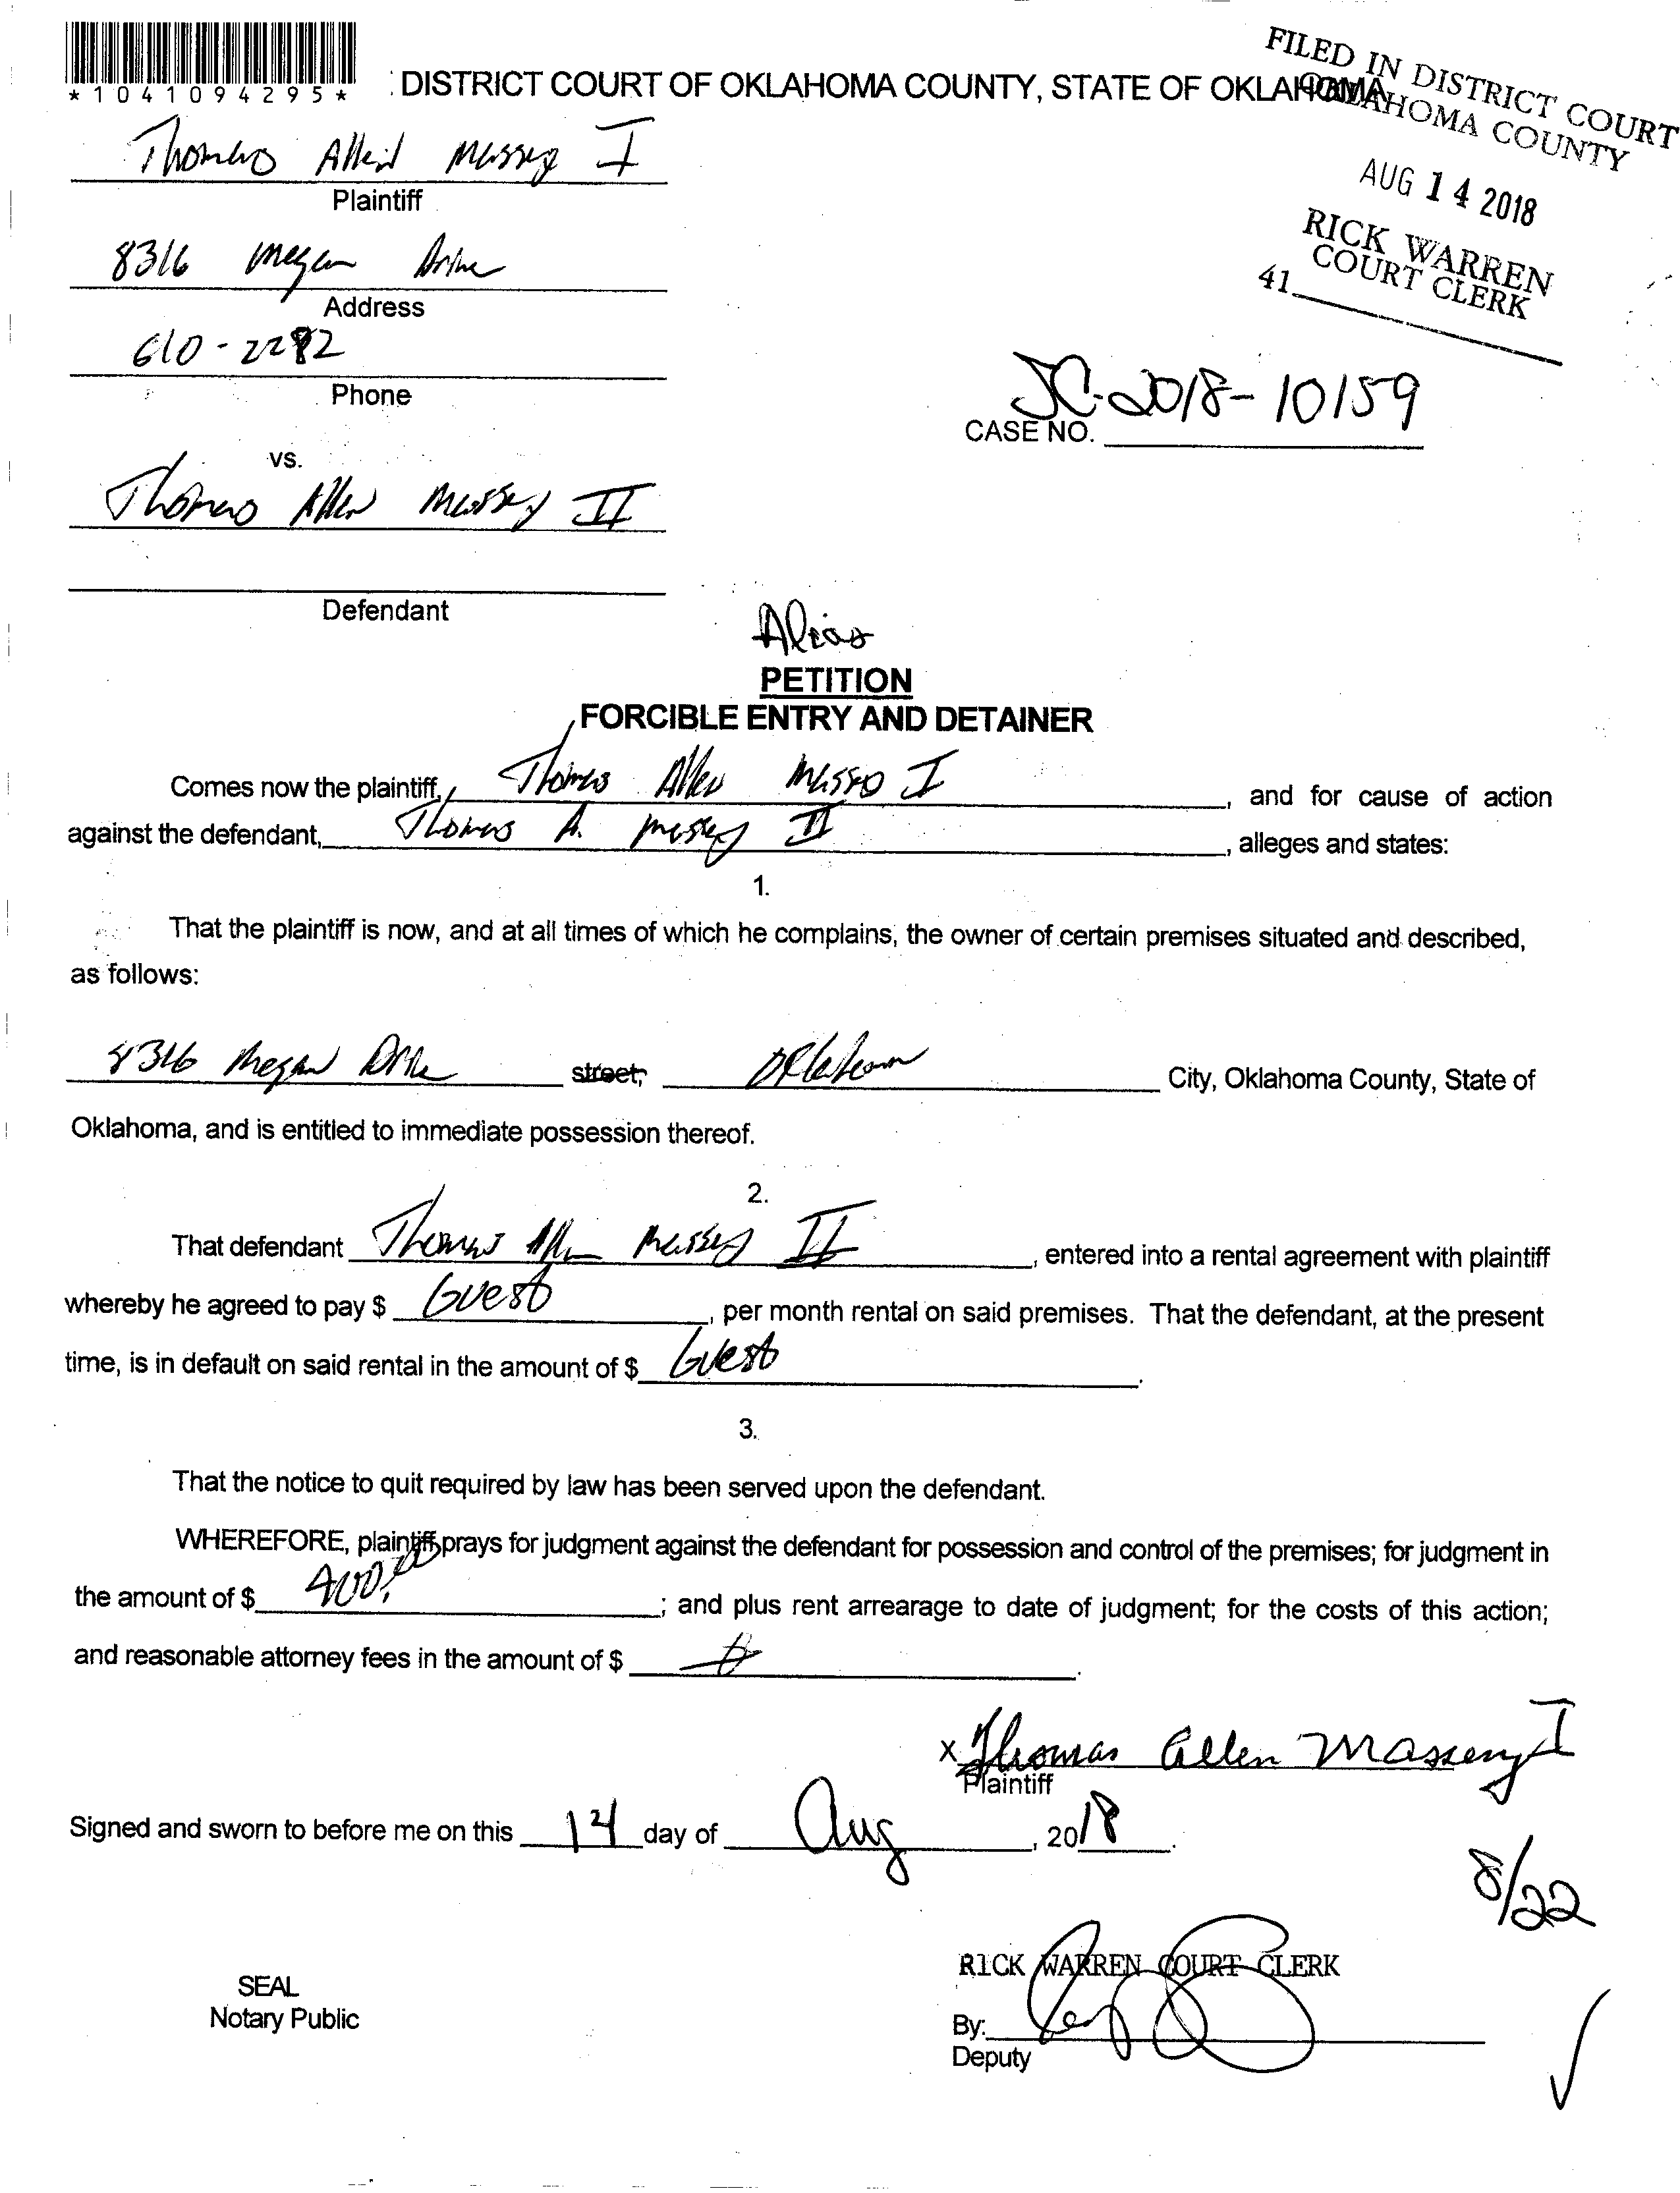 *1041094295*
DISTRICT COURT OF OKLAHOMA COUNTY, STATE OF OKLAHOMA
FILED IN DISTRICT COURT
OKLAHOMA COUNTY
AUG 14 2018
RICK WARREN
COURT CLERK
41
Thomas Allen Massey I
Plaintiff
8316 Megan Drive
Address
610-2292
Phone
JC-2018-10159
CASE NO.
vs.
Thomas Allen Massey II
Defendant
Alias
PETITION
FORCIBLE ENTRY AND DETAINER
Comes now the plaintiff, Thomas Allen Massey I, and for cause of action
against the defendant, Thomas A. Massey II, alleges and states:
1.
That the plaintiff is now, and at all times of which he complains, the owner of certain premises situated and described,
as follows:
8316 Megan Drive street, Oklahoma City, Oklahoma County, State of
Oklahoma, and is entitled to immediate possession thereof.
2.
That defendant Thomas Allen Massey II, entered into a rental agreement with plaintiff
whereby he agreed to pay $ Guest, per month rental on said premises. That the defendant, at the present
time, is in default on said rental in the amount of $ Guest.
3.
That the notice to quit required by law has been served upon the defendant.
WHEREFORE, plaintiff prays for judgment against the defendant for possession and control of the premises; for judgment in
the amount of $ 400.00; and plus rent arrearage to date of judgment; for the costs of this action;
and reasonable attorney fees in the amount of $
x Thomas Allen Massey I
Plaintiff
Signed and sworn to before me on this 14 day of Aug, 2018.
8/22
RICK WARREN COURT CLERK
SEAL
Notary Public
By:
Deputy